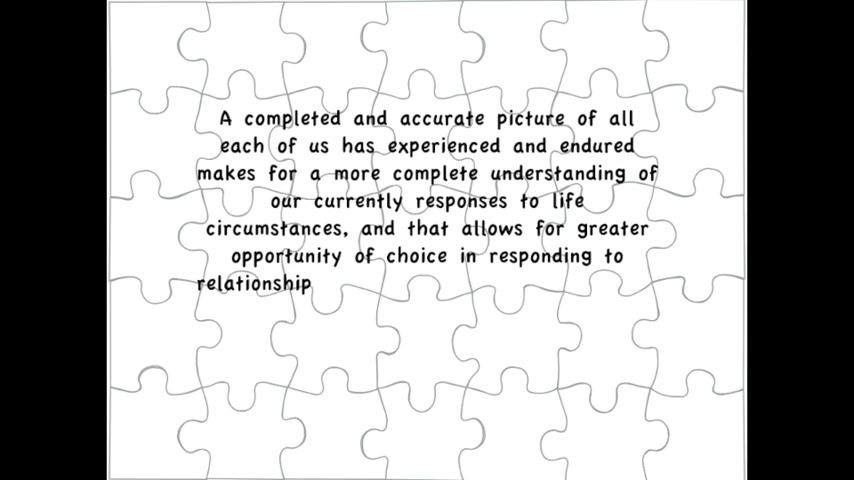 A completed and accurate picture of all
each of us has experienced and endured
makes for a more complete understanding of
our currently responses to life
circumstances, and that allows for greater
opportunity of choice in responding to
relationship